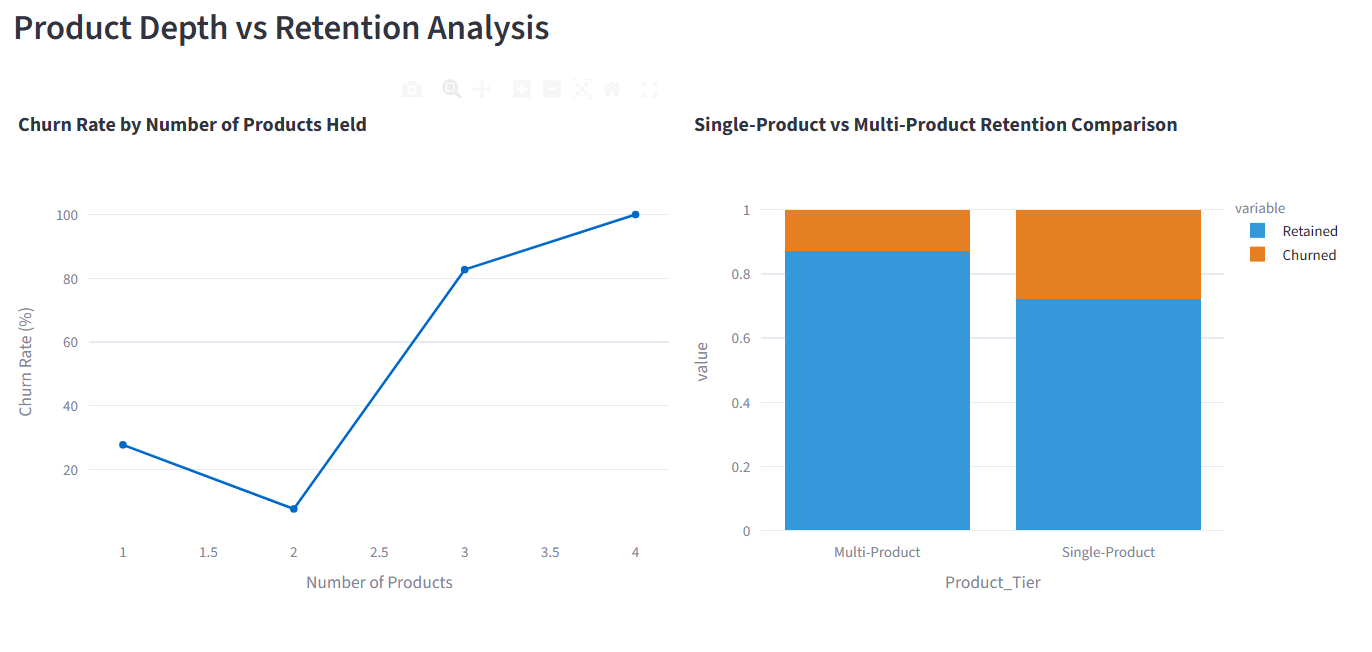 Product Depth vs Retention Analysis
Churn Rate by Number of Products Held
100
80
60
40
20
Churn Rate (%)
1
1.5
2
2.5
3
3.5
4
Number of Products
Single-Product vs Multi-Product Retention Comparison
1
0.8
0.6
0.4
0.2
0
value
Multi-Product
Single-Product
Product_Tier
variable
Retained
Churned